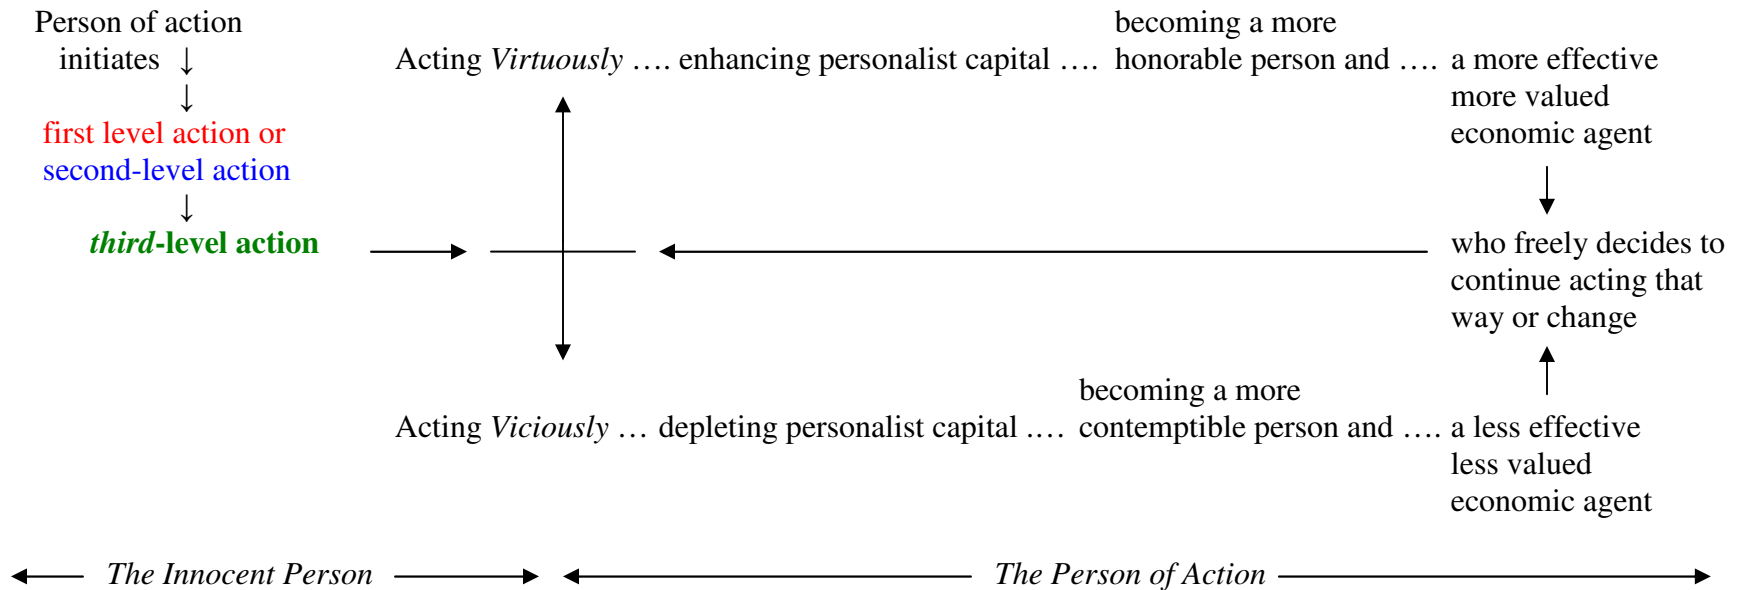 Person of action
initiates ↓
↓
first level action or
second-level action
↓
third-level action
becoming a more
Acting Virtuously …. enhancing personalist capital …. honorable person and …. a more effective
more valued
economic agent
who freely decides to
continue acting that
way or change
becoming a more
Acting Viciously … depleting personalist capital .… contemptible person and …. a less effective
less valued
economic agent
The Innocent Person
The Person of Action